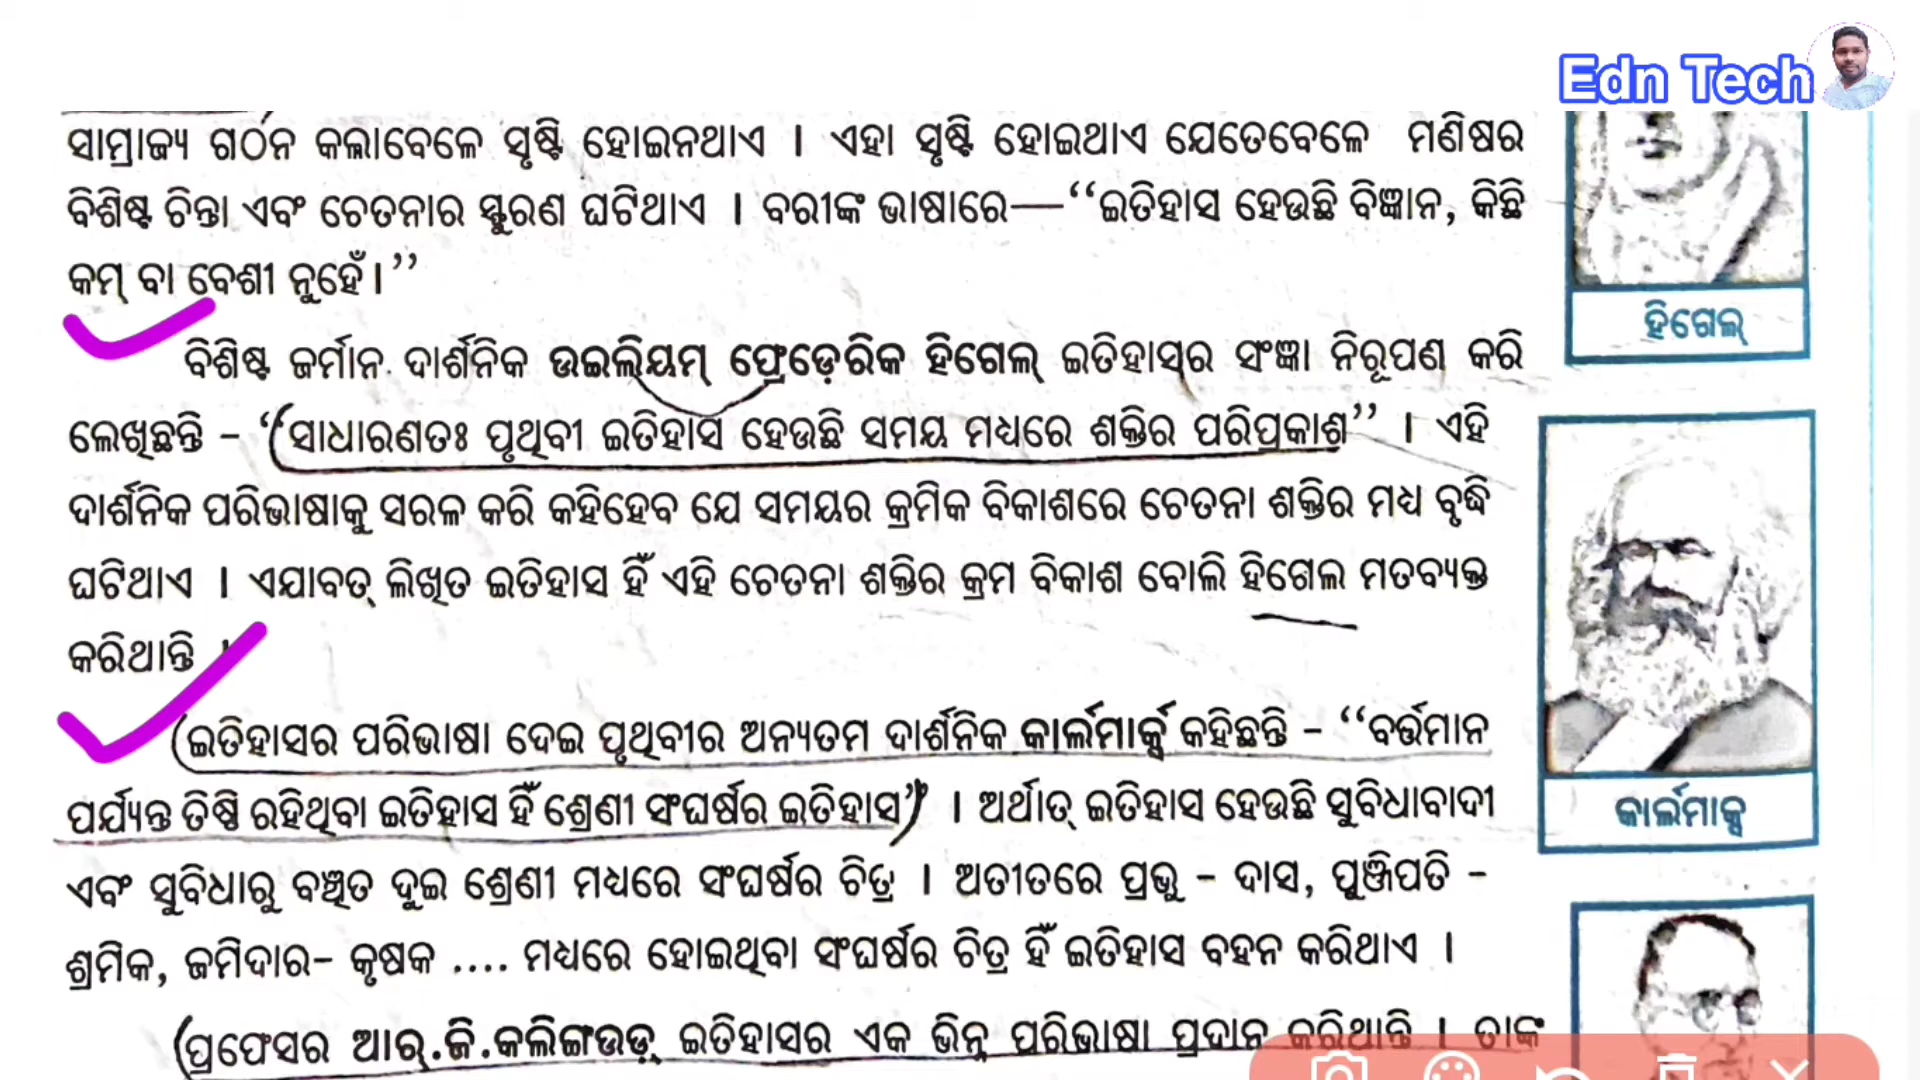 Edn Tech
ସାମ୍ରାଜ୍ୟ ଗଠନ କଲାବେଳେ ସୃଷ୍ଟି ହୋଇନଥାଏ । ଏହା ସୃଷ୍ଟି ହୋଇଥାଏ ଯେତେବେଳେ ମଣିଷର
ବିଶିଷ୍ଟ ଚିନ୍ତା ଏବଂ ଚେତନାର ସ୍ଫୁରଣ ଘଟିଥାଏ । ବରୀଙ୍କ ଭାଷାରେ—“ଇତିହାସ ହେଉଛି ବିଜ୍ଞାନ, କିଛି
କମ୍ ବା ବେଶୀ ନୁହେଁ ।”
ହିଗେଲ୍
ବିଶିଷ୍ଟ ଜର୍ମାନ ଦାର୍ଶନିକ ଉଇଲିୟମ୍ ଫ୍ରେଡ଼େରିକ ହିଗେଲ୍ ଇତିହାସର ସଂଜ୍ଞା ନିରୂପଣ କରି
ଲେଖିଛନ୍ତି – “ସାଧାରଣତଃ ପୃଥିବୀ ଇତିହାସ ହେଉଛି ସମୟ ମଧ୍ୟରେ ଶକ୍ତିର ପରିପ୍ରକାଶ” । ଏହି
ଦାର୍ଶନିକ ପରିଭାଷାକୁ ସରଳ କରି କହିହେବ ଯେ ସମୟର କ୍ରମିକ ବିକାଶରେ ଚେତନା ଶକ୍ତିର ମଧ୍ୟ ବୃଦ୍ଧି
ଘଟିଥାଏ । ଏଯାବତ୍ ଲିଖିତ ଇତିହାସ ହିଁ ଏହି ଚେତନା ଶକ୍ତିର କ୍ରମ ବିକାଶ ବୋଲି ହିଗେଲ ମତବ୍ୟକ୍ତ
କରିଥାନ୍ତି ।
(ଇତିହାସର ପରିଭାଷା ଦେଇ ପୃଥିବୀର ଅନ୍ୟତମ ଦାର୍ଶନିକ କାର୍ଲମାର୍କ୍ସ କହିଛନ୍ତି – “ବର୍ତ୍ତମାନ
ପର୍ଯ୍ୟନ୍ତ ତିଷ୍ଠି ରହିଥିବା ଇତିହାସ ହିଁ ଶ୍ରେଣୀ ସଂଘର୍ଷର ଇତିହାସ”) । ଅର୍ଥାତ୍ ଇତିହାସ ହେଉଛି ସୁବିଧାବାଦୀ
କାର୍ଲମାର୍କ୍ସ
ଏବଂ ସୁବିଧାରୁ ବଞ୍ଚିତ ଦୁଇ ଶ୍ରେଣୀ ମଧ୍ୟରେ ସଂଘର୍ଷର ଚିତ୍ର । ଅତୀତରେ ପ୍ରଭୁ – ଦାସ, ପୁଞ୍ଜିପତି –
ଶ୍ରମିକ, ଜମିଦାର– କୃଷକ .... ମଧ୍ୟରେ ହୋଇଥିବା ସଂଘର୍ଷର ଚିତ୍ର ହିଁ ଇତିହାସ ବହନ କରିଥାଏ ।
(ପ୍ରଫେସର ଆର୍.ଜି.କଲିଙ୍ଗଉଡ଼୍ ଇତିହାସର ଏକ ଭିନ୍ନ ପରିଭାଷା ପ୍ରଦାନ କରିଥାନ୍ତି । ତାଙ୍କ